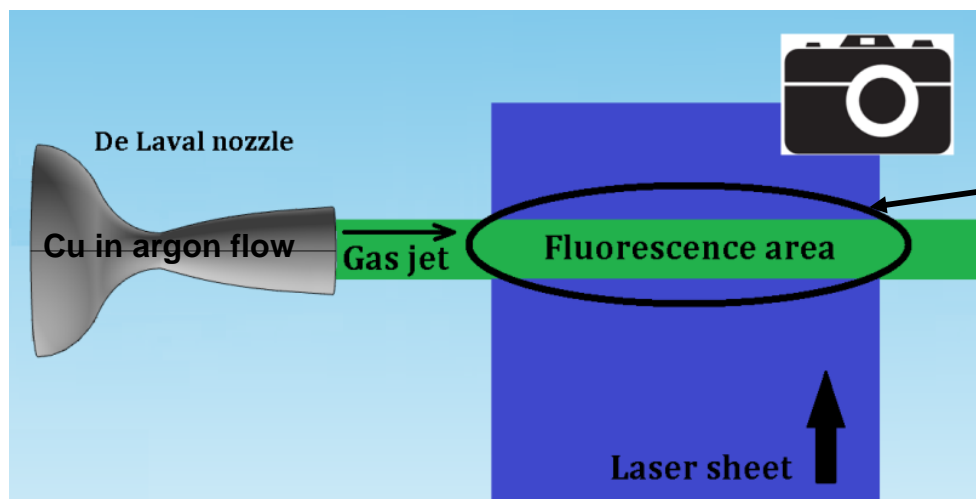 De Laval nozzle
Cu in argon flow
Gas jet
Fluorescence area
Laser sheet